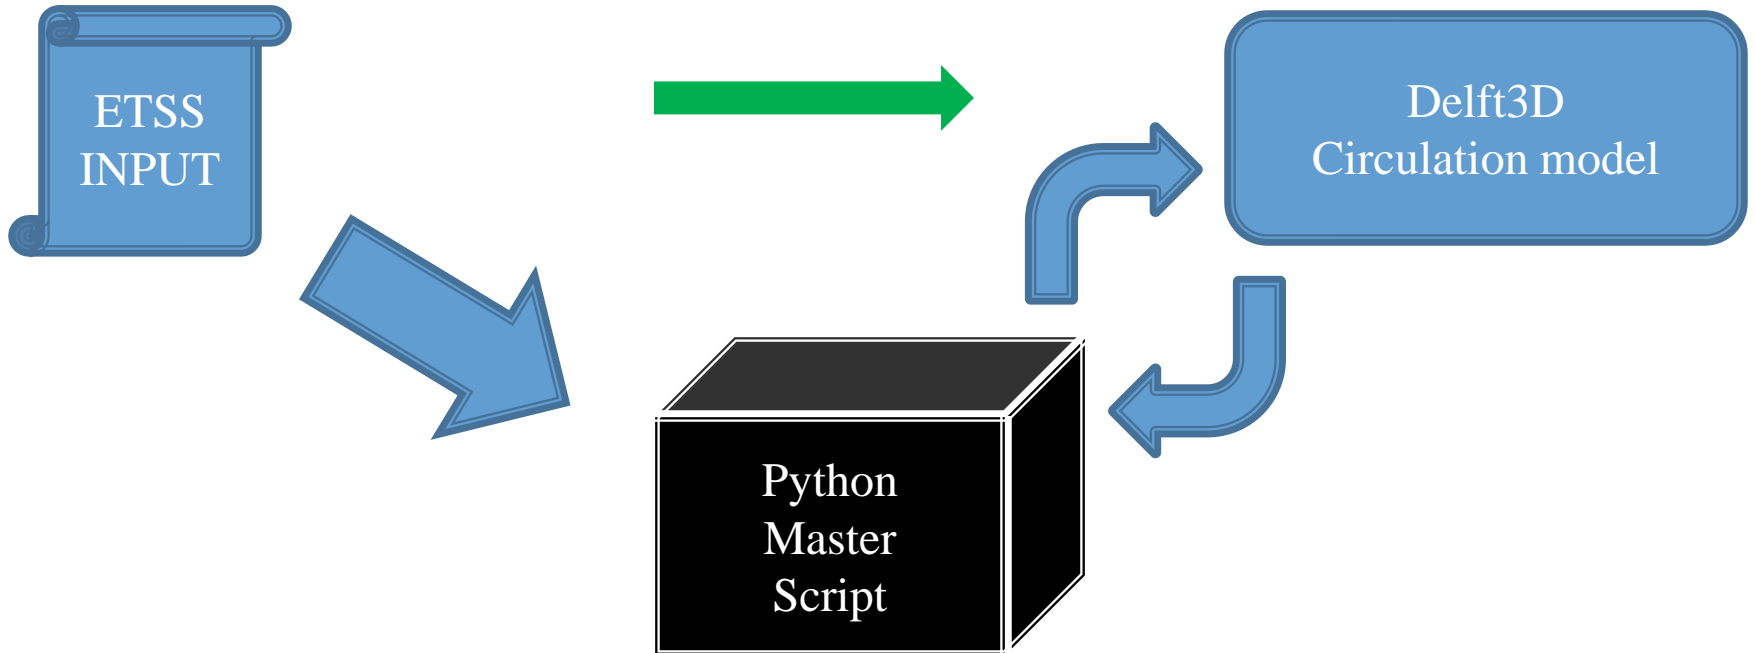 ETSS
INPUT
Delft3D
Circulation model
Python
Master
Script